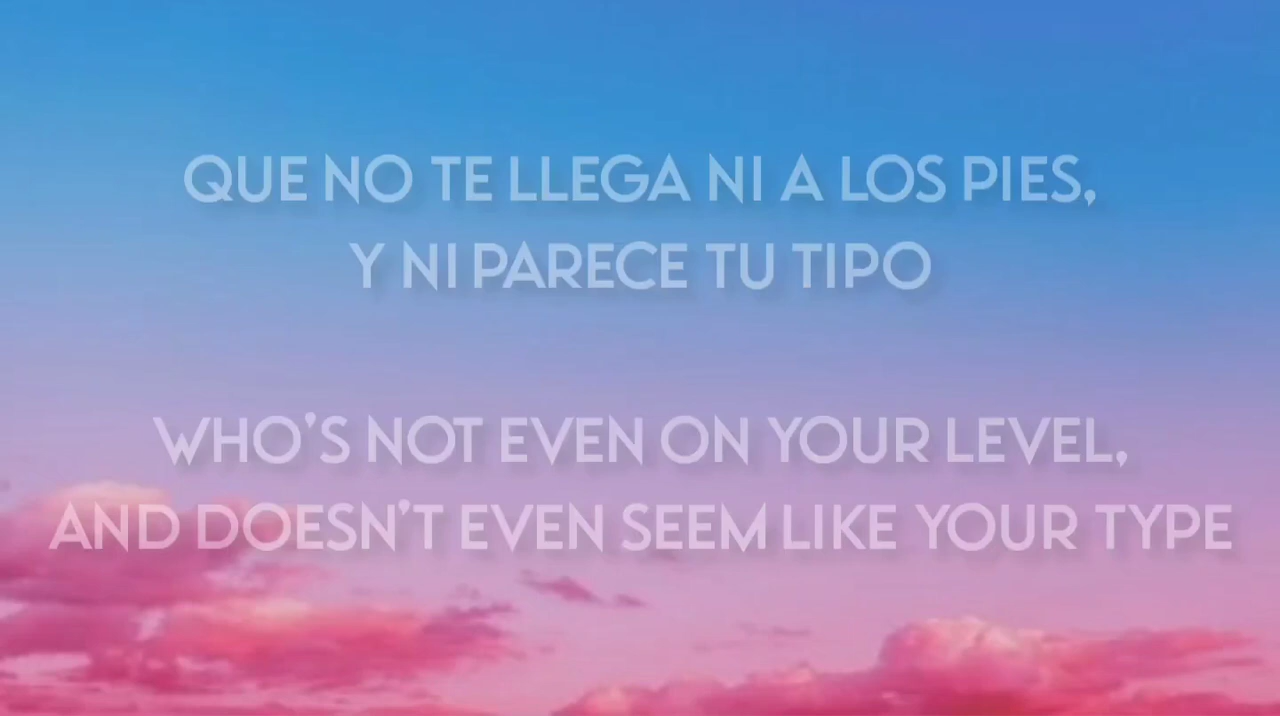 QUE NO TE LLEGA NI A LOS PIES,
Y NI PARECE TU TIPO
WHO'S NOT EVEN ON YOUR LEVEL,
AND DOESN'T EVEN SEEM LIKE YOUR TYPE